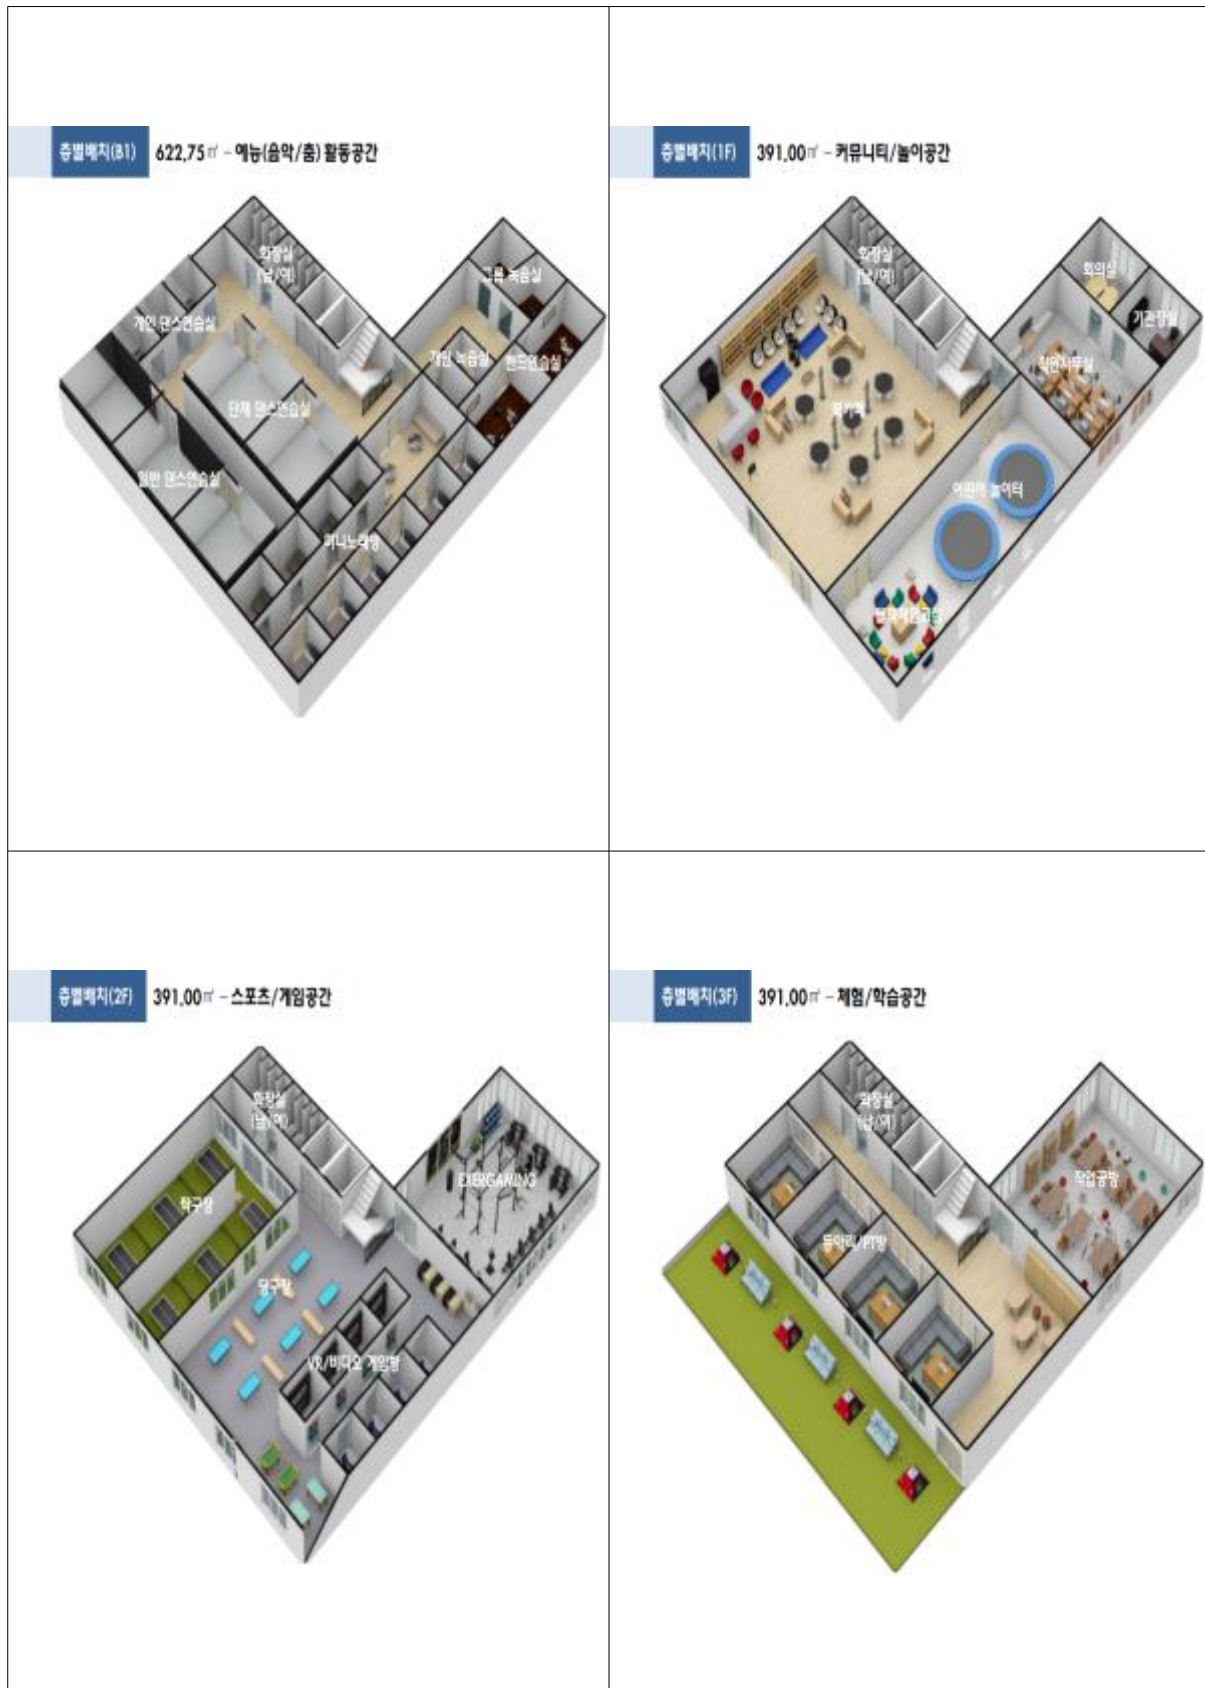 층별배치(B1) 622.75㎡ – 예능(음악/춤) 활동공간
화장실
(남/여)
그룹 녹음실
개인 댄스연습실
개인 녹음실
밴드연습실
단체 댄스연습실
일반 댄스연습실
미니노래방
층별배치(1F) 391.00㎡ – 커뮤니티/놀이공간
화장실
(남/여)
회의실
기관장실
직원사무실
북카페
어린이 놀이터
층별배치(2F) 391.00㎡ – 스포츠/게임공간
화장실
(남/여)
EXERGAMING
탁구장
당구장
VR/비디오 게임방
층별배치(3F) 391.00㎡ – 체험/학습공간
화장실
(남/여)
작업공방
동아리/PT방